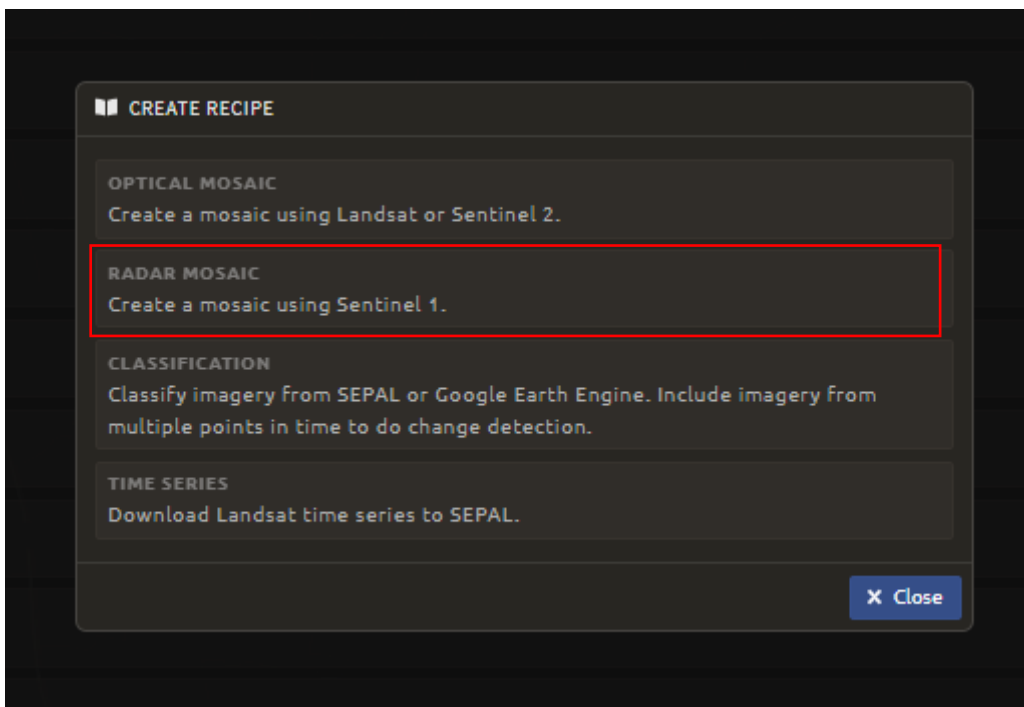 CREATE RECIPE
OPTICAL MOSAIC
Create a mosaic using Landsat or Sentinel 2.
RADAR MOSAIC
Create a mosaic using Sentinel 1.
CLASSIFICATION
Classify imagery from SEPAL or Google Earth Engine. Include imagery from
multiple points in time to do change detection.
TIME SERIES
Download Landsat time series to SEPAL.
Close